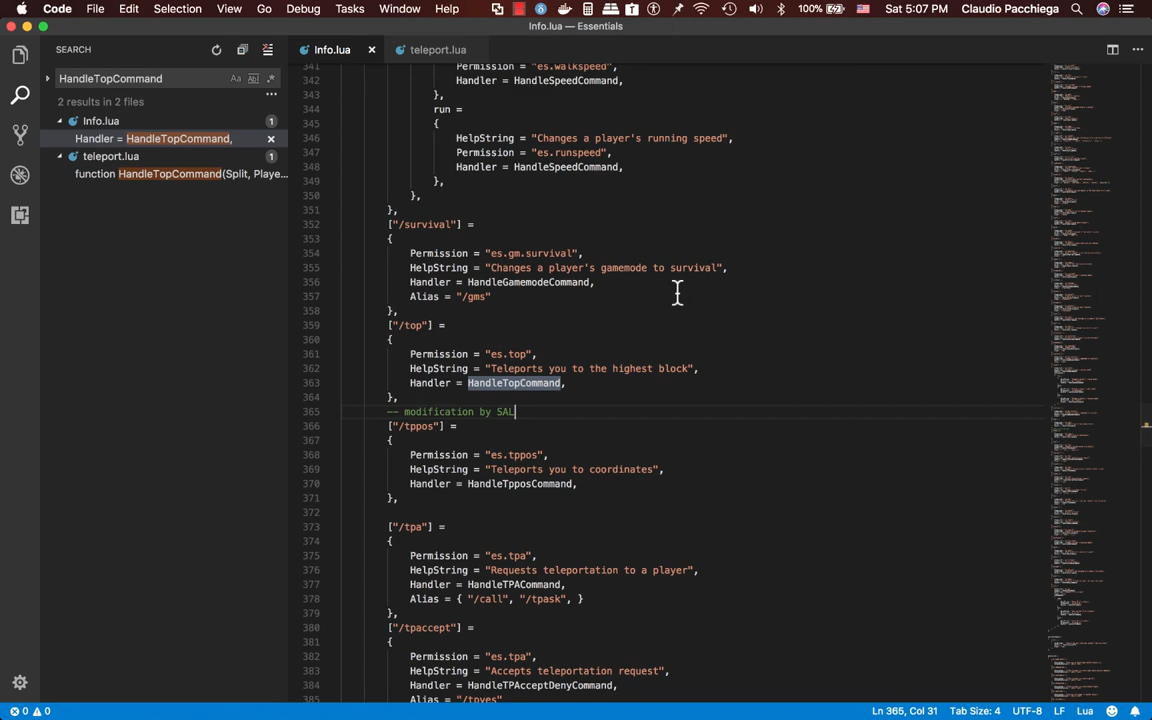 Code File Edit Selection View Go Debug Tasks Window Help 100% Sat 5:07 PM Claudio Pacchiega
Info.lua — Essentials
SEARCH
HandleTopCommand
Aa Abl .*
2 results in 2 files
Info.lua 1
Handler = HandleTopCommand,
teleport.lua 1
function HandleTopCommand(Split, Playe...
Info.lua teleport.lua
341 Permission = "es.walkspeed",
342 Handler = HandleSpeedCommand,
343 },
344 run =
345 {
346 HelpString = "Changes a player's running speed",
347 Permission = "es.runspeed",
348 Handler = HandleSpeedCommand,
349 },
350 },
351 },
352 ["/survival"] =
353 {
354 Permission = "es.gm.survival",
355 HelpString = "Changes a player's gamemode to survival",
356 Handler = HandleGamemodeCommand,
357 Alias = "/gms"
358 },
359 ["/top"] =
360 {
361 Permission = "es.top",
362 HelpString = "Teleports you to the highest block",
363 Handler = HandleTopCommand,
364 },
365 -- modification by SAL
366 ["/tppos"] =
367 {
368 Permission = "es.tppos",
369 HelpString = "Teleports you to coordinates",
370 Handler = HandleTpposCommand,
371 },
372
373 ["/tpa"] =
374 {
375 Permission = "es.tpa",
376 HelpString = "Requests teleportation to a player",
377 Handler = HandleTPACommand,
378 Alias = { "/call", "/tpask", }
379 },
380 ["/tpaccept"] =
381 {
382 Permission = "es.tpa",
383 HelpString = "Accepts teleportation request",
384 Handler = HandleTPAcceptDenyCommand,
385 Alias = "/tpyes"
0 0 Ln 365, Col 31 Tab Size: 4 UTF-8 LF Lua